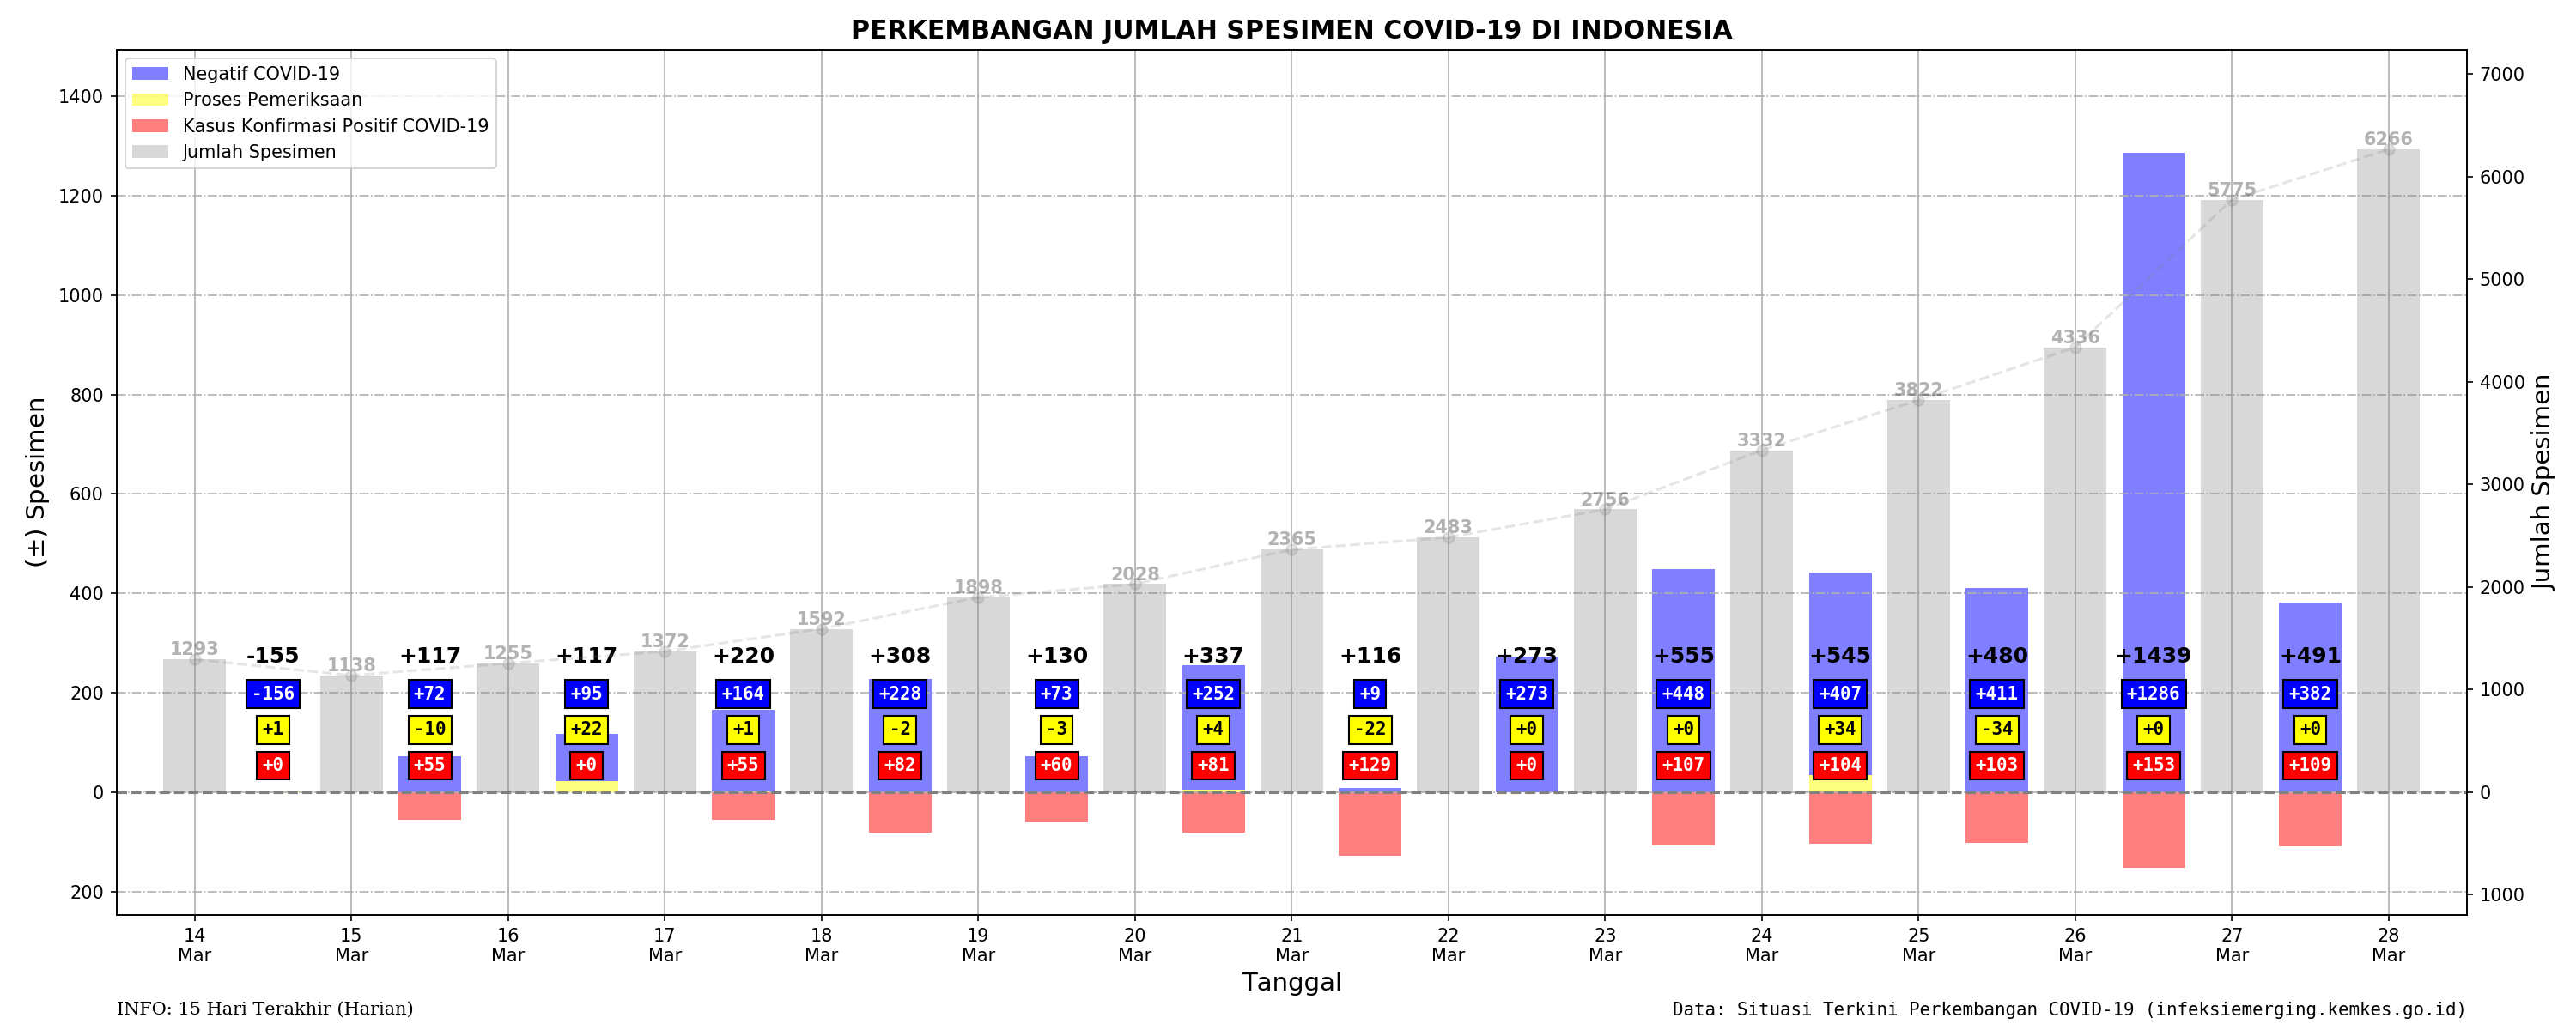 PERKEMBANGAN JUMLAH SPESIMEN COVID-19 DI INDONESIA
Negatif COVID-19
Proses Pemeriksaan
Kasus Konfirmasi Positif COVID-19
Jumlah Spesimen
(±) Spesimen
1400
1200
1000
800
600
400
200
0
200
7000
6000
5000
4000
3000
2000
1000
0
1000
Jumlah Spesimen
1293 1138 1255 1372 1592 1898 2028 2365 2483 2756 3332 3822 4336 5775 6266
-155 +117 +117 +220 +308 +130 +337 +116 +273 +555 +545 +480 +1439 +491
-156 +72 +95 +164 +228 +73 +252 +9 +273 +448 +407 +411 +1286 +382
+1 -10 +22 +1 -2 -3 +4 -22 +0 +0 +34 -34 +0 +0
+0 +55 +0 +55 +82 +60 +81 +129 +0 +107 +104 +103 +153 +109
14 15 16 17 18 19 20 21 22 23 24 25 26 27 28
Mar Mar Mar Mar Mar Mar Mar Mar Mar Mar Mar Mar Mar Mar Mar
Tanggal
INFO: 15 Hari Terakhir (Harian)
Data: Situasi Terkini Perkembangan COVID-19 (infeksiemerging.kemkes.go.id)